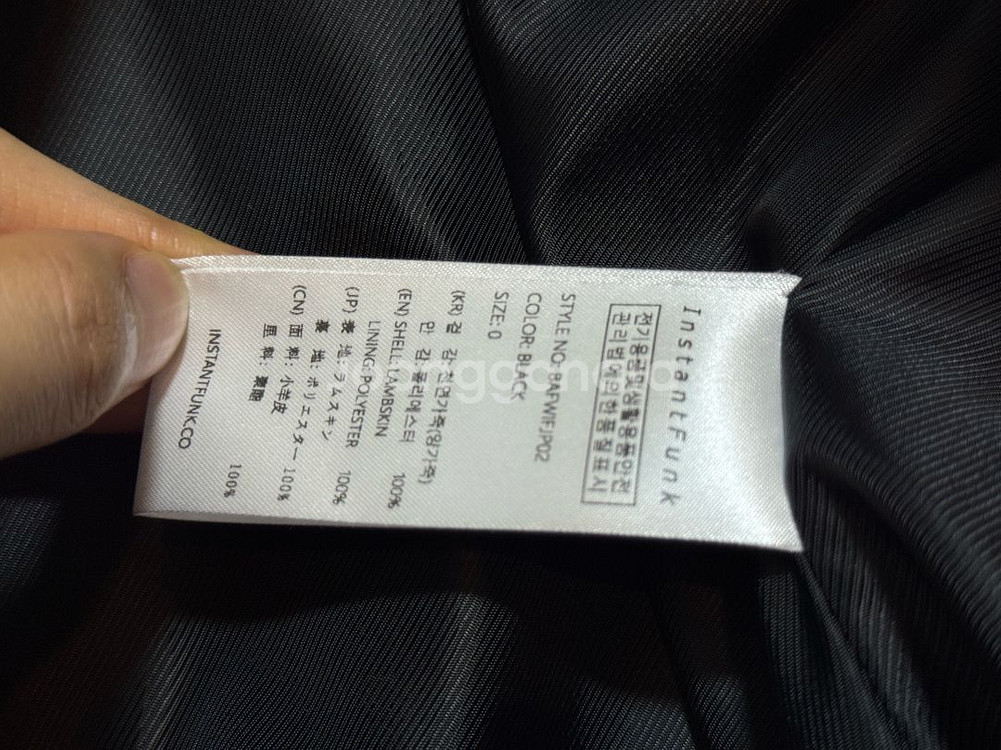 Instantfunk
전기용품및생활용품안전
관리법에의한품질표시
STYLE NO: BAFWIFJP02
COLOR: BLACK
SIZE: 0
(KR) 겉 감: 천연가죽(양가죽)
안 감: 폴리에스터 100%
(EN) SHELL: LAMBSKIN
LINING: POLYESTER 100%
(JP) 表 地: ラムスキン
裏 地: ポリエスター 100%
(CN) 面 料: 小羊皮
里 料: 聚酯 100%
INSTANTFUNK.CO